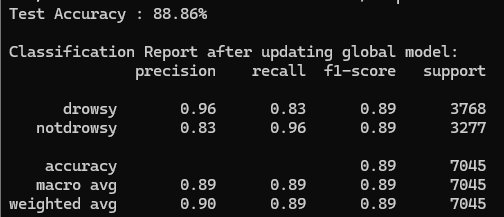 Test Accuracy : 88.86%
Classification Report after updating global model:
precision recall f1-score support
drowsy 0.96 0.83 0.89 3768
notdrowsy 0.83 0.96 0.89 3277
accuracy 0.89 7045
macro avg 0.89 0.89 0.89 7045
weighted avg 0.90 0.89 0.89 7045